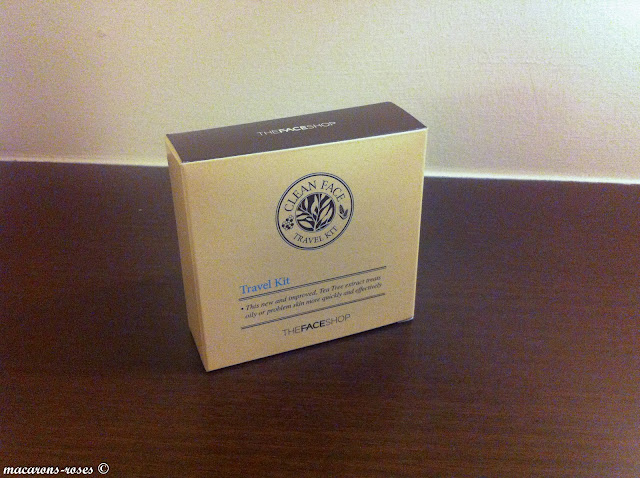 THEFACESHOP
CLEAN FACE
TRAVEL KIT
Travel Kit
• This new and improved, Tea Tree extract treats
oily or problem skin more quickly and effectively
THEFACESHOP
macarons-roses ©